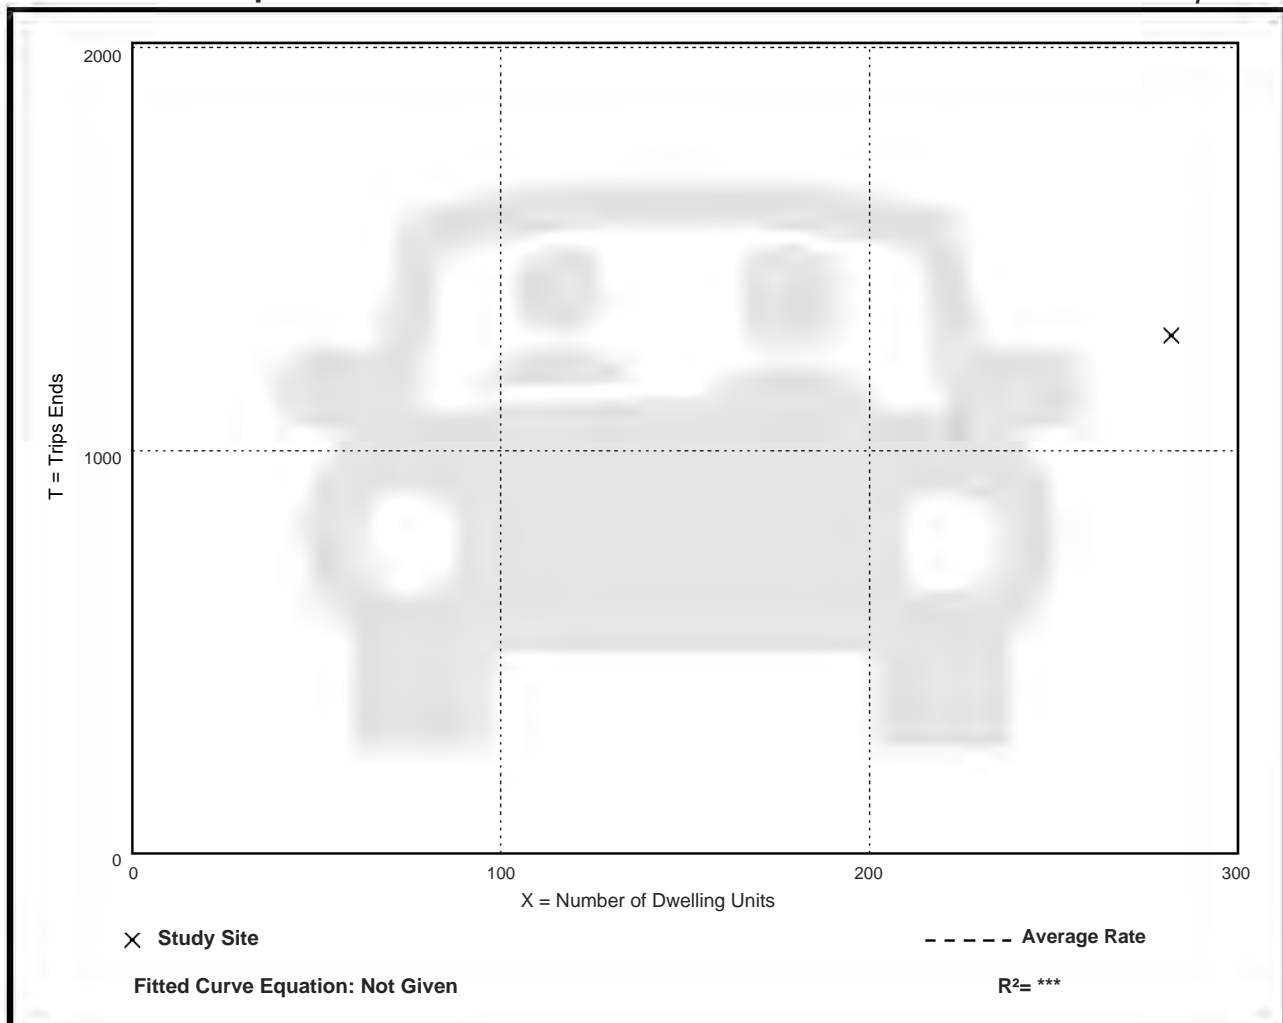 2000
T = Trips Ends
1000
0
0 100 200 300
X = Number of Dwelling Units
Study Site
Average Rate
Fitted Curve Equation: Not Given
R²= ***